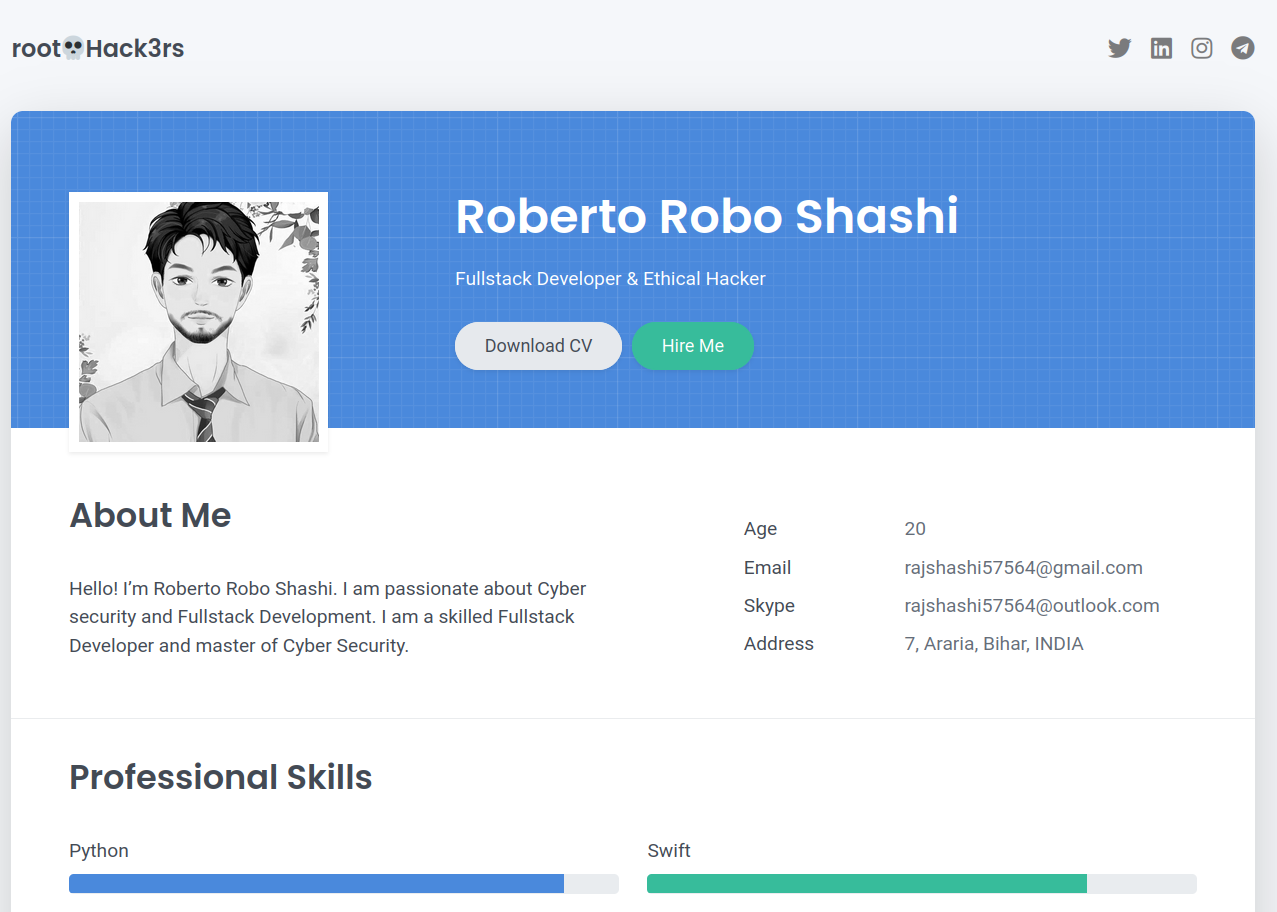 root💀Hack3rs
Roberto Robo Shashi
Fullstack Developer & Ethical Hacker
Download CV
Hire Me
About Me
Hello! I’m Roberto Robo Shashi. I am passionate about Cyber
security and Fullstack Development. I am a skilled Fullstack
Developer and master of Cyber Security.
Age 20
Email rajshashi57564@gmail.com
Skype rajshashi57564@outlook.com
Address 7, Araria, Bihar, INDIA
Professional Skills
Python
Swift